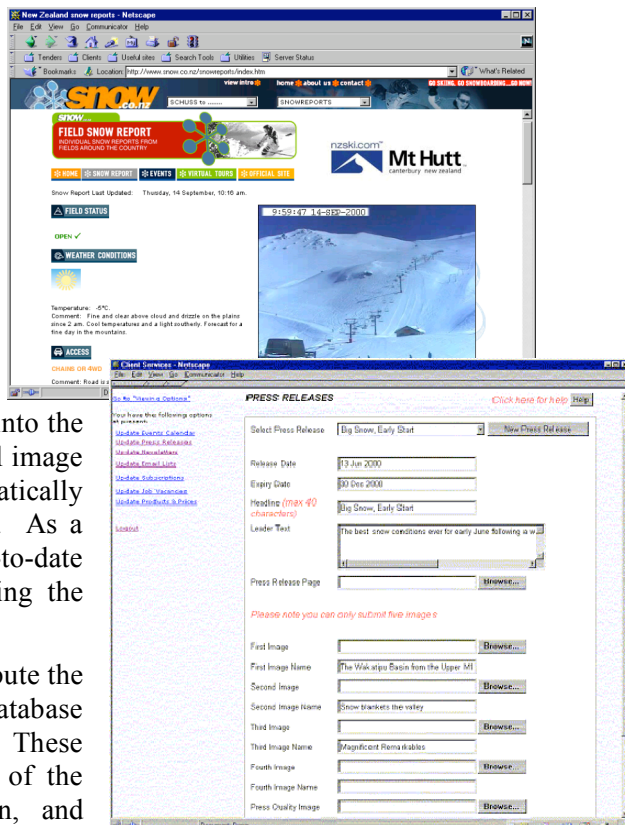 New Zealand snow reports - Netscape
File Edit View Go Communicator Help
Tenders Clients Useful sites Search Tools Utilities Server Status
Bookmarks Location: http://www.snow.co.nz/snowreports/index.htm What's Related
view intro home about us contact GO SKIING, GO SNOWBOARDING...GO NOW!
snow.co.nz SCHUSS to ........ SNOWREPORTS
snow
FIELD SNOW REPORT
INDIVIDUAL SNOW REPORTS FROM
FIELDS AROUND THE COUNTRY
nzski.com
Mt Hutt
canterbury new zealand
HOME SNOW REPORT EVENTS VIRTUAL TOURS OFFICIAL SITE
Snow Report Last Updated: Thursday, 14 September, 10:16 am.
FIELD STATUS
9:59:47 14-SEP-2000
OPEN ✓
WEATHER CONDITIONS
Temperature: -5°C.
Comment: Fine and clear above cloud and drizzle on the plains
since 2 am. Cool temperatures and a light southerly. Forecast for a
fine day in the mountains.
ACCESS
CHAINS OR 4WD
Comment: Road is
Client Services - Netscape
File Edit View Go Communicator Help
Go to "Viewing Options"
You have the following options
at present:
Update Events Calendar
Update Press Releases
Update Newsletters
Update Email Lists
Update Subscriptions
Update Job Vacancies
Update Products & Prices
Logout
PRESS RELEASES Click here for help Help
Select Press Release Big Snow, Early Start New Press Release
Release Date 13 Jun 2000
Expiry Date 30 Dec 2000
Headline (max 40
characters) Big Snow, Early Start
Leader Text The best snow conditions ever for early June following a w
Press Release Page Browse...
Please note you can only submit five images
First Image Browse...
First Image Name The Wakatipu Basin from the Upper M
Second Image Browse...
Second Image Name Snow blankets the valley
Third Image Browse...
Third Image Name Magnificent Remarkables
Fourth Image Browse...
Fourth Image Name
Press Quality Image Browse...
into the
l image
atically
. As a
-to-date
ing the
oute the
atabase
These
of the
n, and